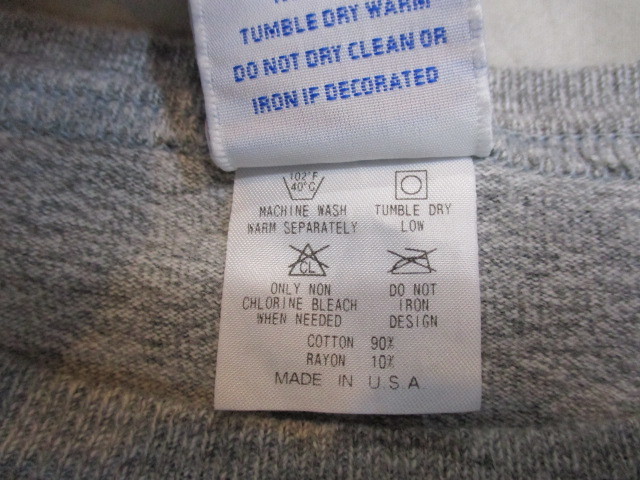 TUMBLE DRY WARM
DO NOT DRY CLEAN OR
IRON IF DECORATED
102°F
40°C
MACHINE WASH
WARM SEPARATELY
TUMBLE DRY
LOW
CL
ONLY NON
CHLORINE BLEACH
WHEN NEEDED
DO NOT
IRON
DESIGN
COTTON 90%
RAYON 10%
MADE IN U.S.A